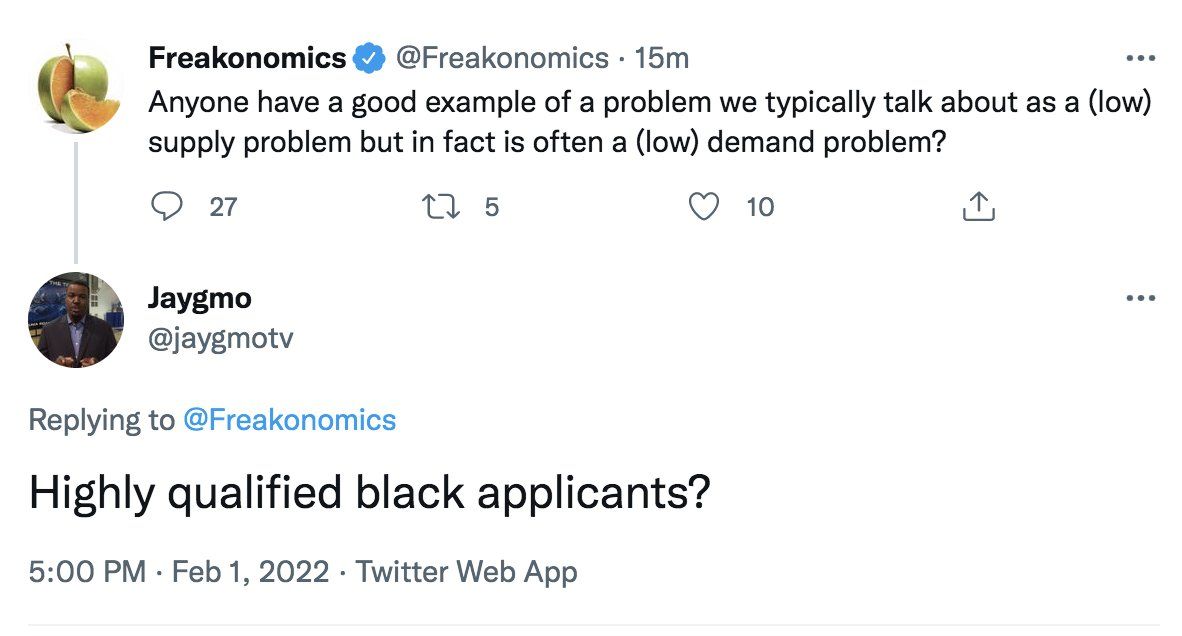 Freakonomics @Freakonomics · 15m
Anyone have a good example of a problem we typically talk about as a (low)
supply problem but in fact is often a (low) demand problem?
27 5 10
Jaygmo
@jaygmotv
Replying to @Freakonomics
Highly qualified black applicants?
5:00 PM · Feb 1, 2022 · Twitter Web App